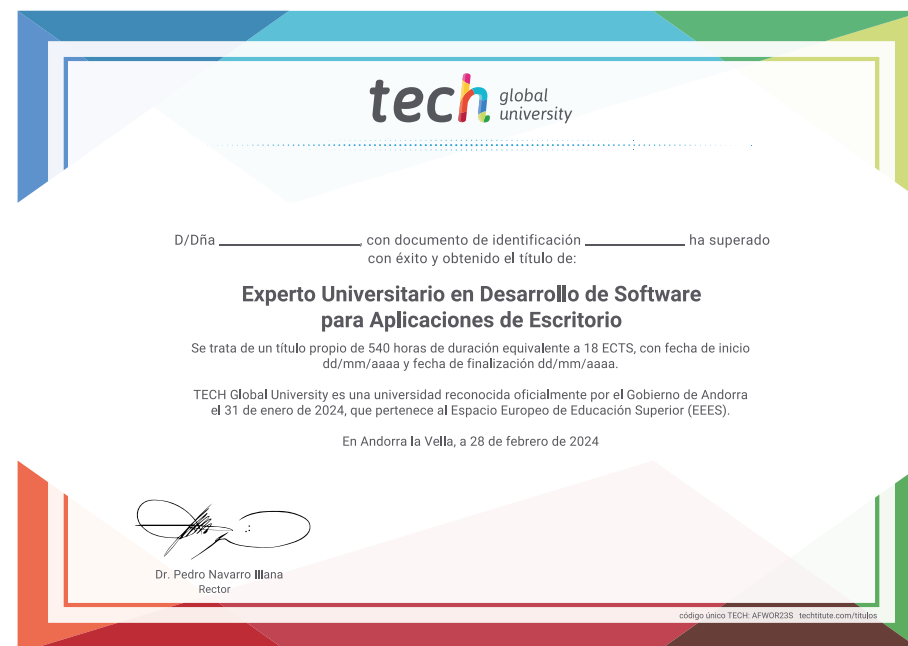 tech global university
D/Dña ____________________, con documento de identificación ______________ ha superado
con éxito y obtenido el título de:
Experto Universitario en Desarrollo de Software
para Aplicaciones de Escritorio
Se trata de un título propio de 540 horas de duración equivalente a 18 ECTS, con fecha de inicio
dd/mm/aaaa y fecha de finalización dd/mm/aaaa.
TECH Global University es una universidad reconocida oficialmente por el Gobierno de Andorra
el 31 de enero de 2024, que pertenece al Espacio Europeo de Educación Superior (EEES).
En Andorra la Vella, a 28 de febrero de 2024
Dr. Pedro Navarro Illana
Rector
código único TECH: AFWOR23S techtitute.com/titulos